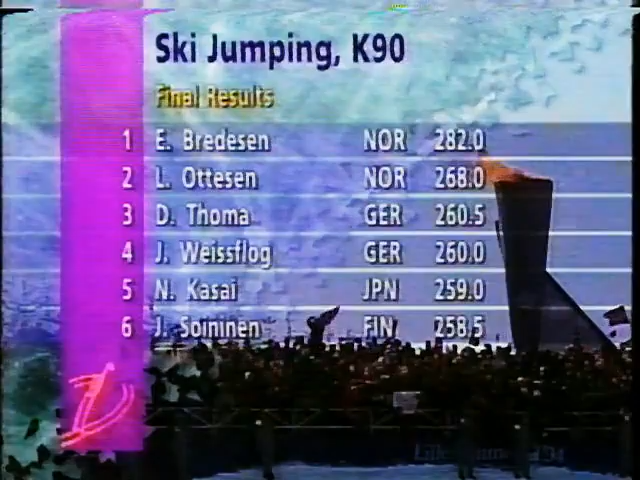 Ski Jumping, K90
Final Results
1 E. Bredesen NOR 282.0
2 L. Ottesen NOR 268.0
3 D. Thoma GER 260.5
4 J. Weissflog GER 260.0
5 N. Kasai JPN 259.0
6 J. Soininen FIN 258.5